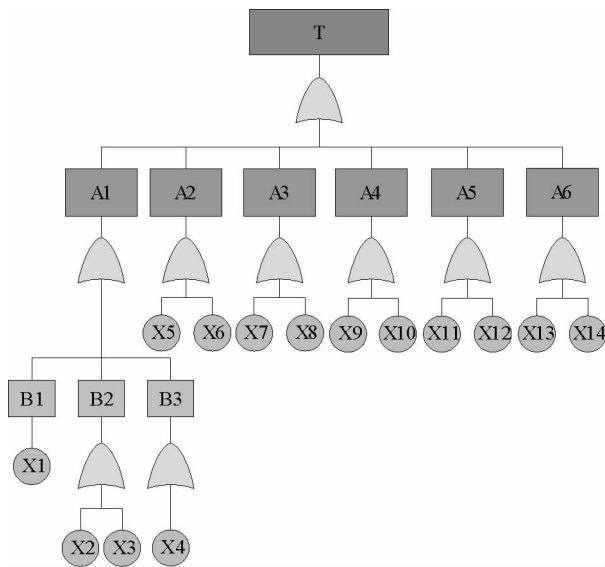 T
A1 A2 A3 A4 A5 A6
X5 X6 X7 X8 X9 X10 X11 X12 X13 X14
B1 B2 B3
X1
X2 X3 X4